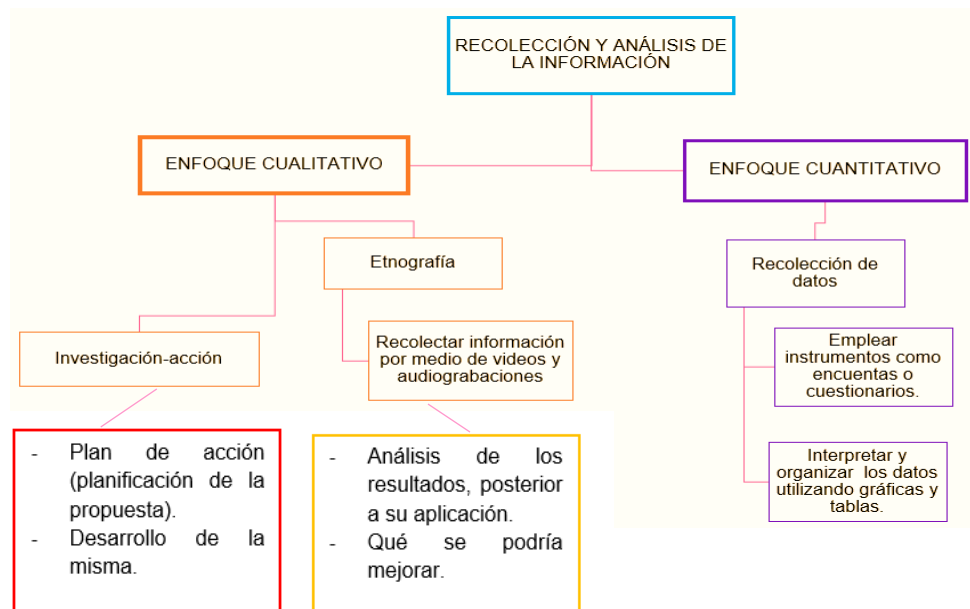 RECOLECCIÓN Y ANÁLISIS DE
LA INFORMACIÓN
ENFOQUE CUALITATIVO
ENFOQUE CUANTITATIVO
Etnografía
Recolección de
datos
Investigación-acción
Recolectar información
por medio de videos y
audiograbaciones
Emplear
instrumentos como
encuentas o
cuestionarios.
- Plan de acción
(planificación de la
propuesta).
- Desarrollo de la
misma.
- Análisis de los
resultados, posterior
a su aplicación.
- Qué se podría
mejorar.
Interpretar y
organizar los datos
utilizando gráficas y
tablas.